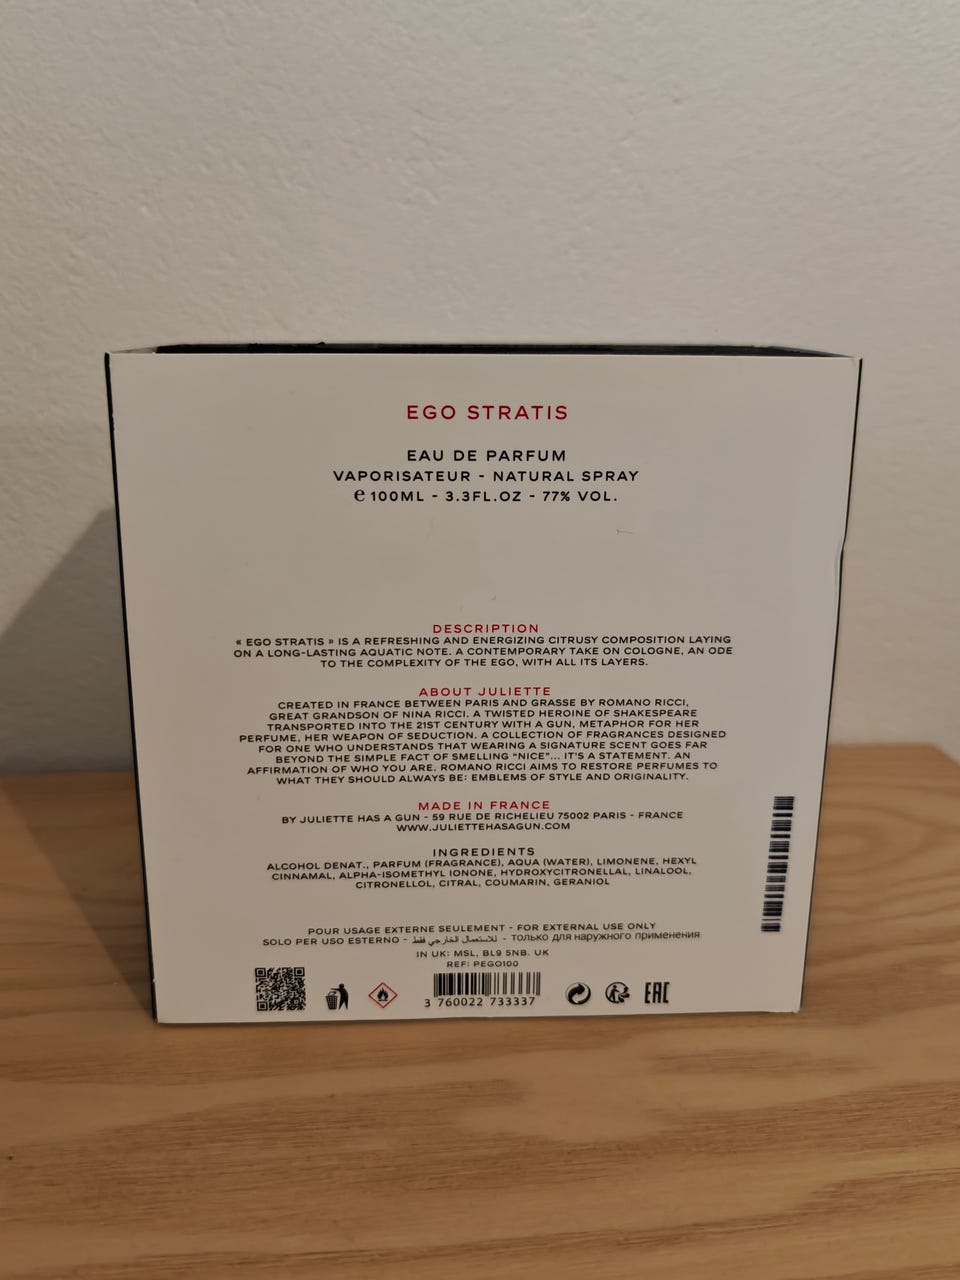 EGO STRATIS
EAU DE PARFUM
VAPORISATEUR - NATURAL SPRAY
℮ 100ML - 3.3FL.OZ - 77% VOL.
DESCRIPTION
« EGO STRATIS » IS A REFRESHING AND ENERGIZING CITRUSY COMPOSITION LAYING
ON A LONG-LASTING AQUATIC NOTE. A CONTEMPORARY TAKE ON COLOGNE, AN ODE
TO THE COMPLEXITY OF THE EGO, WITH ALL ITS LAYERS.
ABOUT JULIETTE
CREATED IN FRANCE BETWEEN PARIS AND GRASSE BY ROMANO RICCI,
GREAT GRANDSON OF NINA RICCI. A TWISTED HEROINE OF SHAKESPEARE
TRANSPORTED INTO THE 21ST CENTURY WITH A GUN, METAPHOR FOR HER
PERFUME, HER WEAPON OF SEDUCTION. A COLLECTION OF FRAGRANCES DESIGNED
FOR ONE WHO UNDERSTANDS THAT WEARING A SIGNATURE SCENT GOES FAR
BEYOND THE SIMPLE FACT OF SMELLING "NICE"... IT'S A STATEMENT. AN
AFFIRMATION OF WHO YOU ARE. ROMANO RICCI AIMS TO RESTORE PERFUMES TO
WHAT THEY SHOULD ALWAYS BE: EMBLEMS OF STYLE AND ORIGINALITY.
MADE IN FRANCE
BY JULIETTE HAS A GUN - 59 RUE DE RICHELIEU 75002 PARIS - FRANCE
WWW.JULIETTEHASAGUN.COM
INGREDIENTS
ALCOHOL DENAT., PARFUM (FRAGRANCE), AQUA (WATER), LIMONENE, HEXYL
CINNAMAL, ALPHA-ISOMETHYL IONONE, HYDROXYCITRONELLAL, LINALOOL,
CITRONELLOL, CITRAL, COUMARIN, GERANIOL
POUR USAGE EXTERNE SEULEMENT - FOR EXTERNAL USE ONLY
SOLO PER USO ESTERNO - للاستعمال الخارجي فقط - только для наружного применения
IN UK: MSL, BL9 5NB. UK
REF: PEGO100
3 760022 733337
EAC